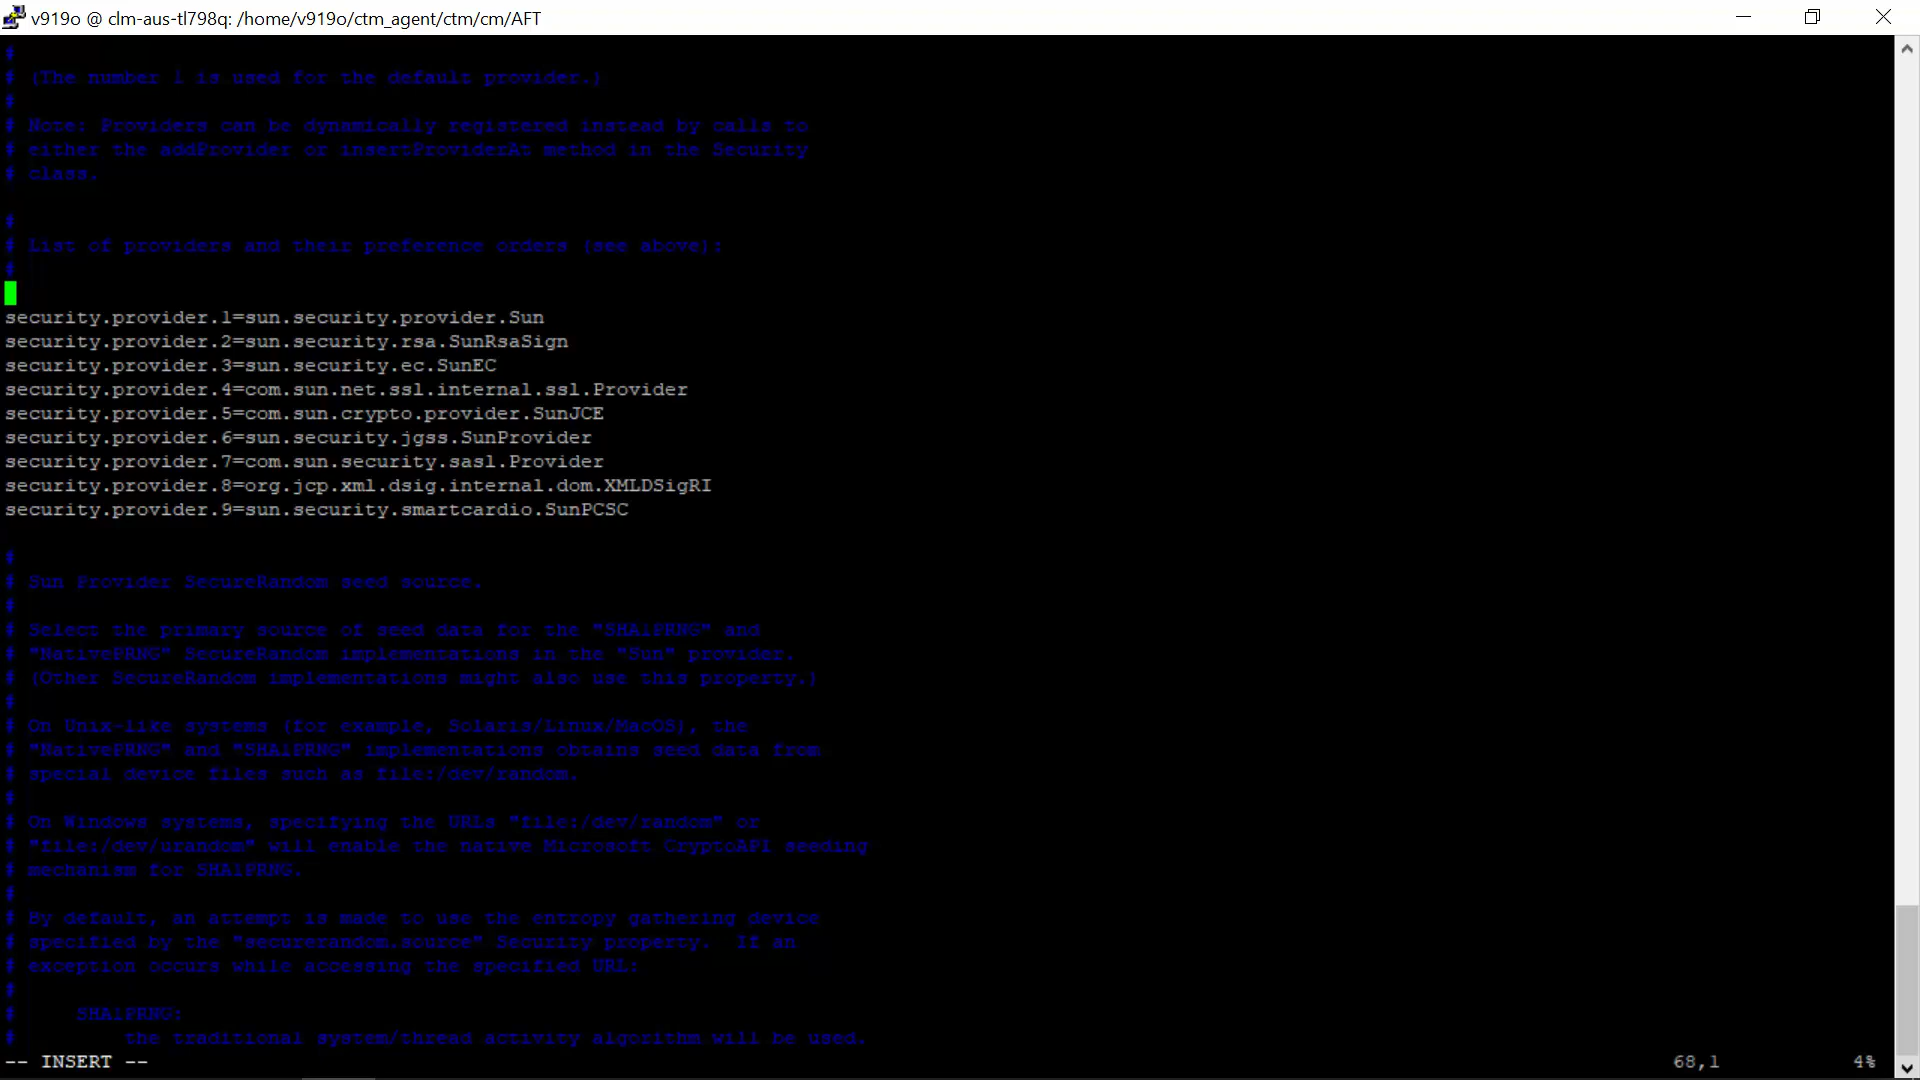 v919o @ clm-aus-tl798q: /home/v919o/ctm_agent/ctm/cm/AFT
#
# (The number 1 is used for the default provider.)
#
# Note: Providers can be dynamically registered instead by calls to
# either the addProvider or insertProviderAt method in the Security
# class.
#
# List of providers and their preference orders (see above):
#
security.provider.1=sun.security.provider.Sun
security.provider.2=sun.security.rsa.SunRsaSign
security.provider.3=sun.security.ec.SunEC
security.provider.4=com.sun.net.ssl.internal.ssl.Provider
security.provider.5=com.sun.crypto.provider.SunJCE
security.provider.6=sun.security.jgss.SunProvider
security.provider.7=com.sun.security.sasl.Provider
security.provider.8=org.jcp.xml.dsig.internal.dom.XMLDSigRI
security.provider.9=sun.security.smartcardio.SunPCSC
#
# Sun Provider SecureRandom seed source.
#
# Select the primary source of seed data for the "SHA1PRNG" and
# "NativePRNG" SecureRandom implementations in the "Sun" provider.
# (Other SecureRandom implementations might also use this property.)
#
# On Unix-like systems (for example, Solaris/Linux/MacOS), the
# "NativePRNG" and "SHA1PRNG" implementations obtains seed data from
# special device files such as file:/dev/random.
#
# On Windows systems, specifying the URLs "file:/dev/random" or
# "file:/dev/urandom" will enable the native Microsoft CryptoAPI seeding
# mechanism for SHA1PRNG.
#
# By default, an attempt is made to use the entropy gathering device
# specified by the "securerandom.source" Security property.  If an
# exception occurs while accessing the specified URL:
#
#     SHA1PRNG:
#         the traditional system/thread activity algorithm will be used.
-- INSERT --                                                                68,1          4%